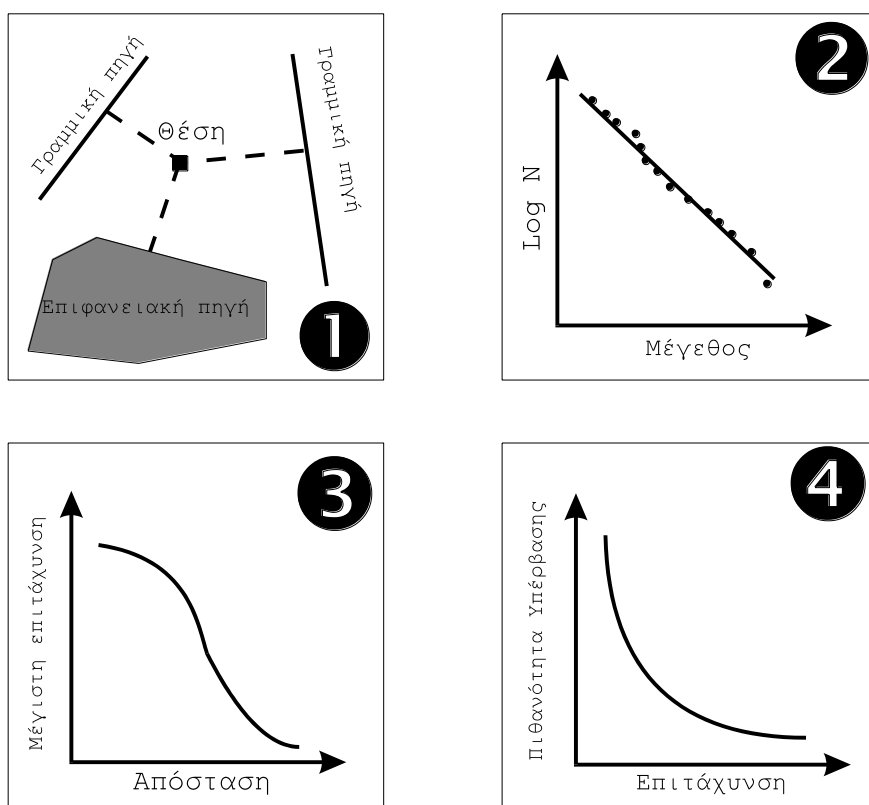 Γραμμική πηγή
Θέση
Γραμμική πηγή
Επιφανειακή πηγή
1
2
Log N
Μέγεθος
3
Μέγιστη επιτάχυνση
Απόσταση
4
Πιθανότητα Υπέρβασης
Επιτάχυνση